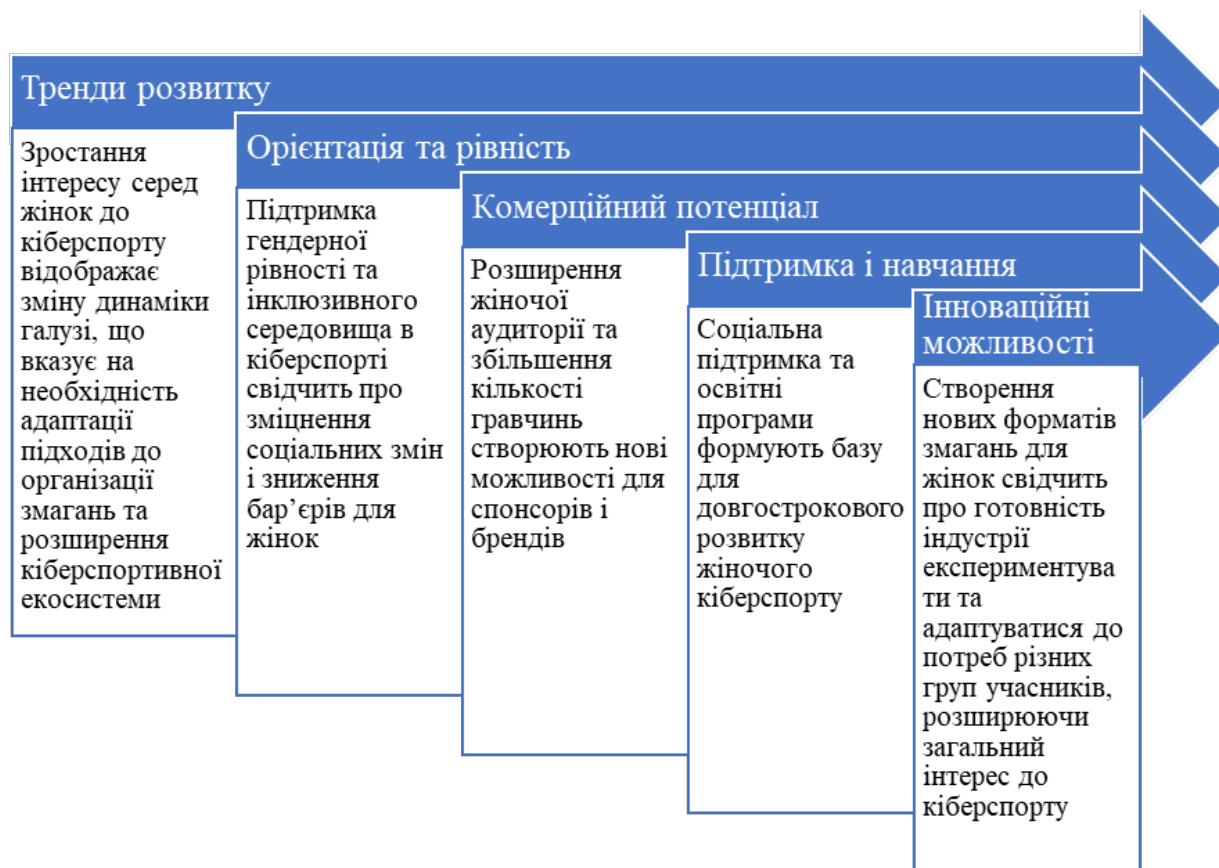 Тренди розвитку
Зростання
інтересу серед
жінок до
кіберспорту
відображає
зміну динаміки
галузі, що
вказує на
необхідність
адаптації
підходів до
організації
змагань та
розширення
кіберспортивної
екосистеми
Орієнтація та рівність
Підтримка
гендерної
рівності та
інклюзивного
середовища в
кіберспорті
свідчить про
зміцнення
соціальних змін
і зниження
бар’єрів для
жінок
Комерційний потенціал
Розширення
жіночої
аудиторії та
збільшення
кількості
гравчинь
створюють нові
можливості для
спонсорів і
брендів
Підтримка і навчання
Соціальна
підтримка та
освітні
програми
формують базу
для
довгострокового
розвитку
жіночого
кіберспорту
Інноваційні
можливості
Створення
нових форматів
змагань для
жінок свідчить
про готовність
індустрії
експериментува
ти та
адаптуватися до
потреб різних
груп учасників,
розширюючи
загальний
інтерес до
кіберспорту